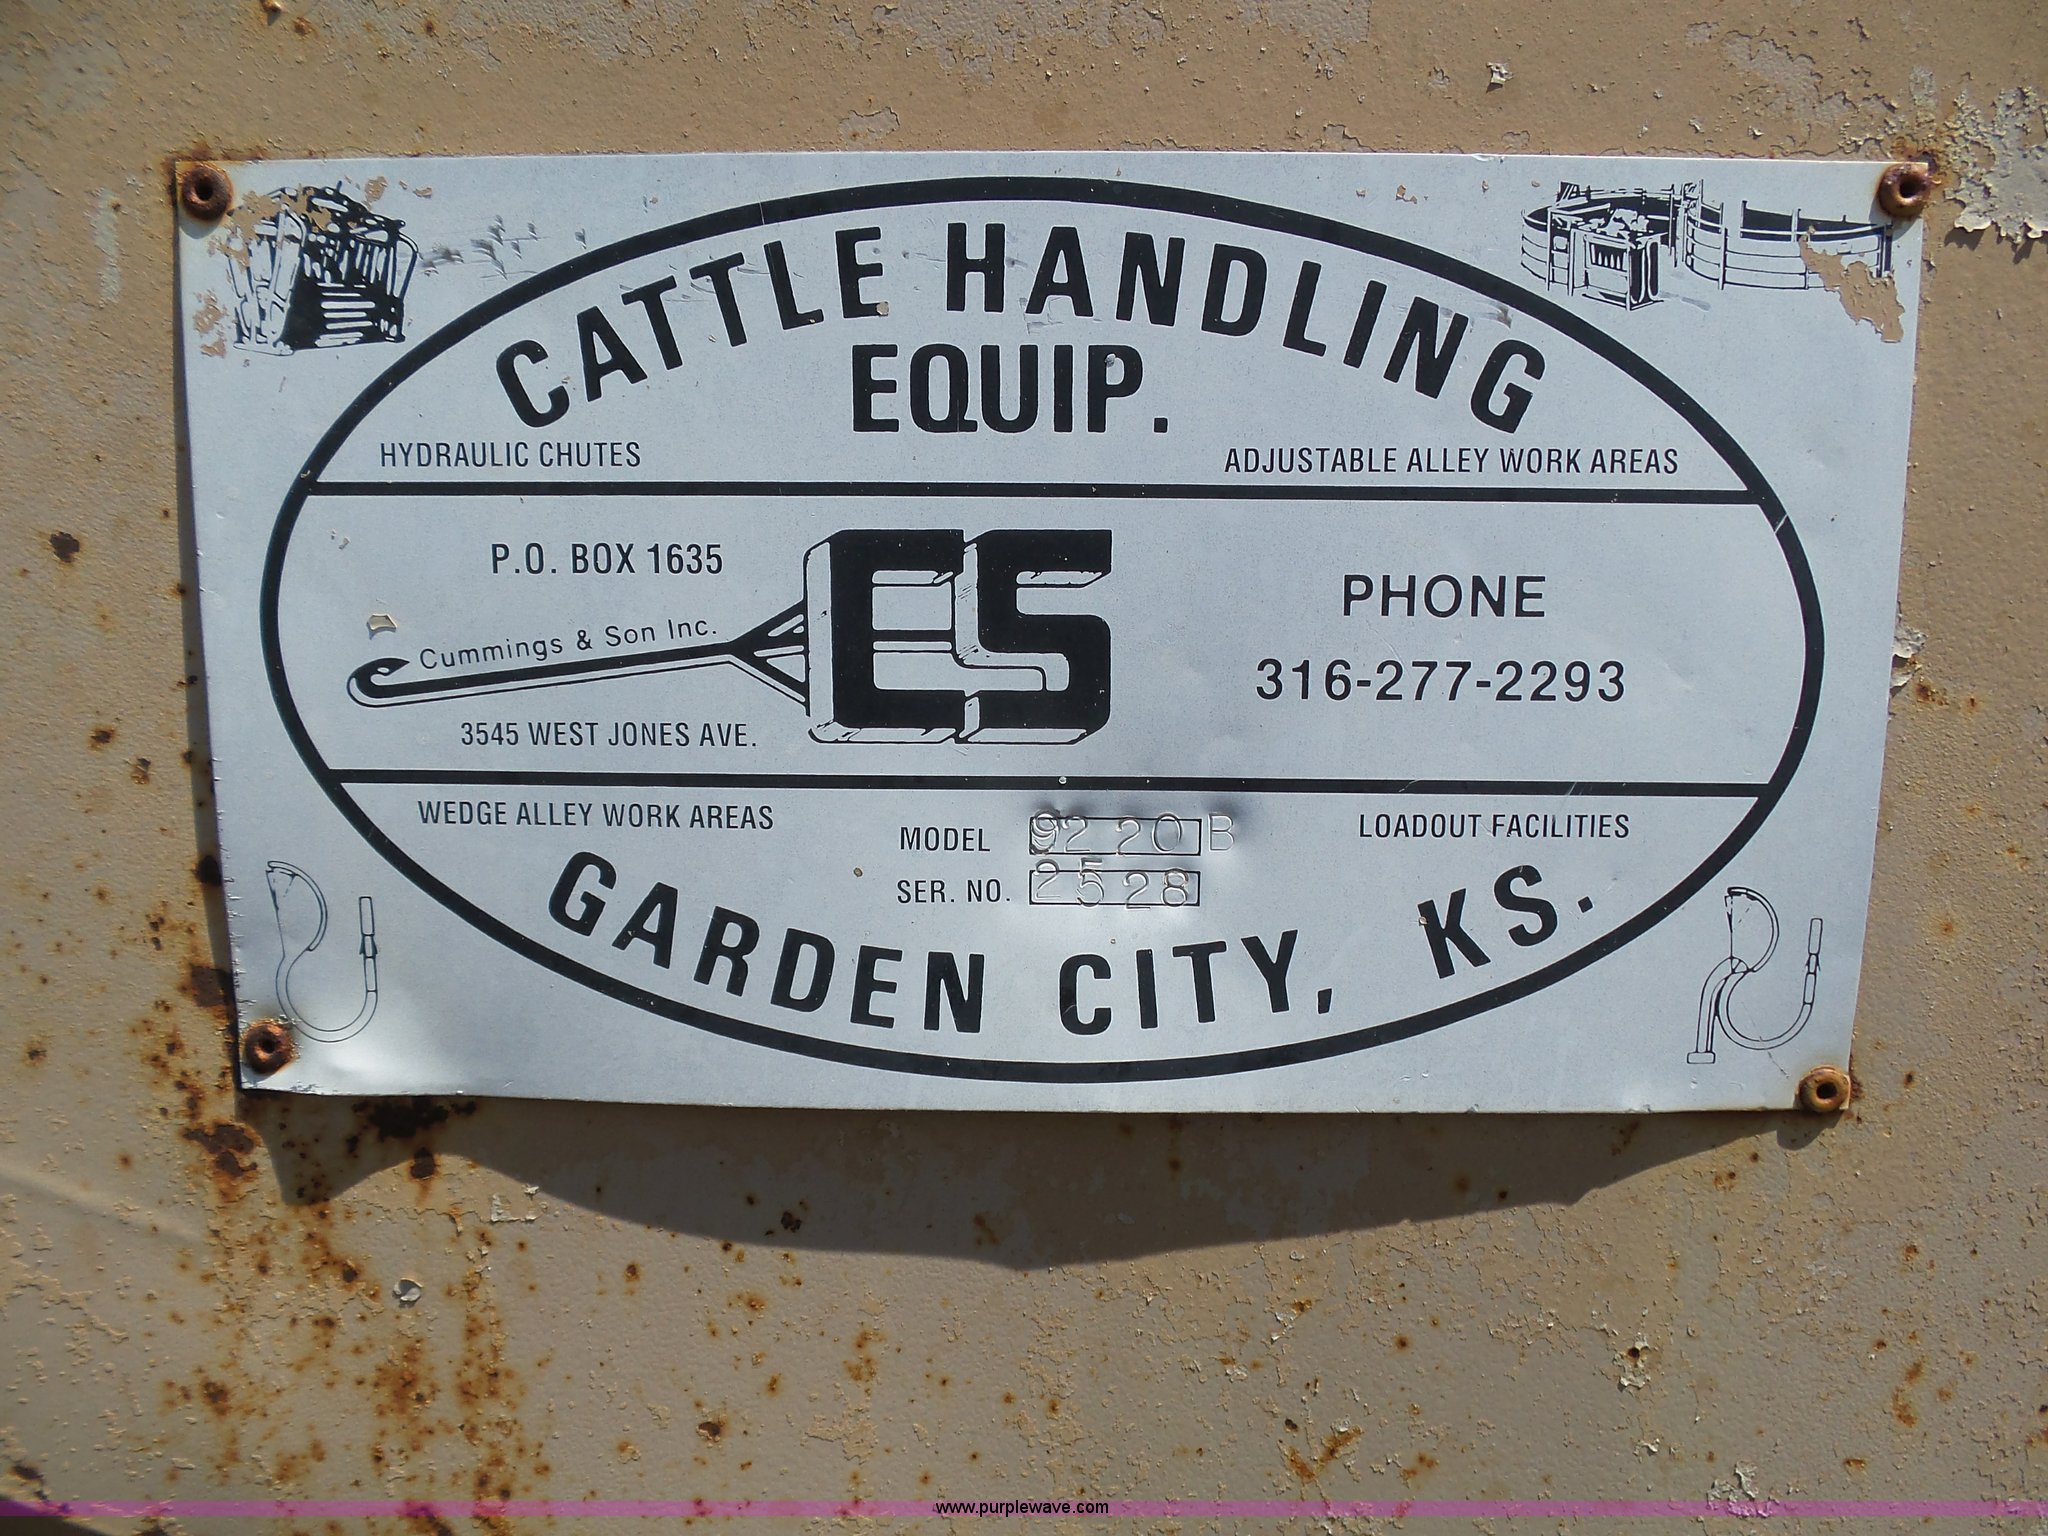 CATTLE HANDLING
EQUIP.
HYDRAULIC CHUTES
ADJUSTABLE ALLEY WORK AREAS
P.O. BOX 1635
Cummings & Son Inc.
CS
3545 WEST JONES AVE.
PHONE
316-277-2293
WEDGE ALLEY WORK AREAS
MODEL 9220B
SER. NO. 2528
LOADOUT FACILITIES
GARDEN CITY, KS.
www.purplewave.com